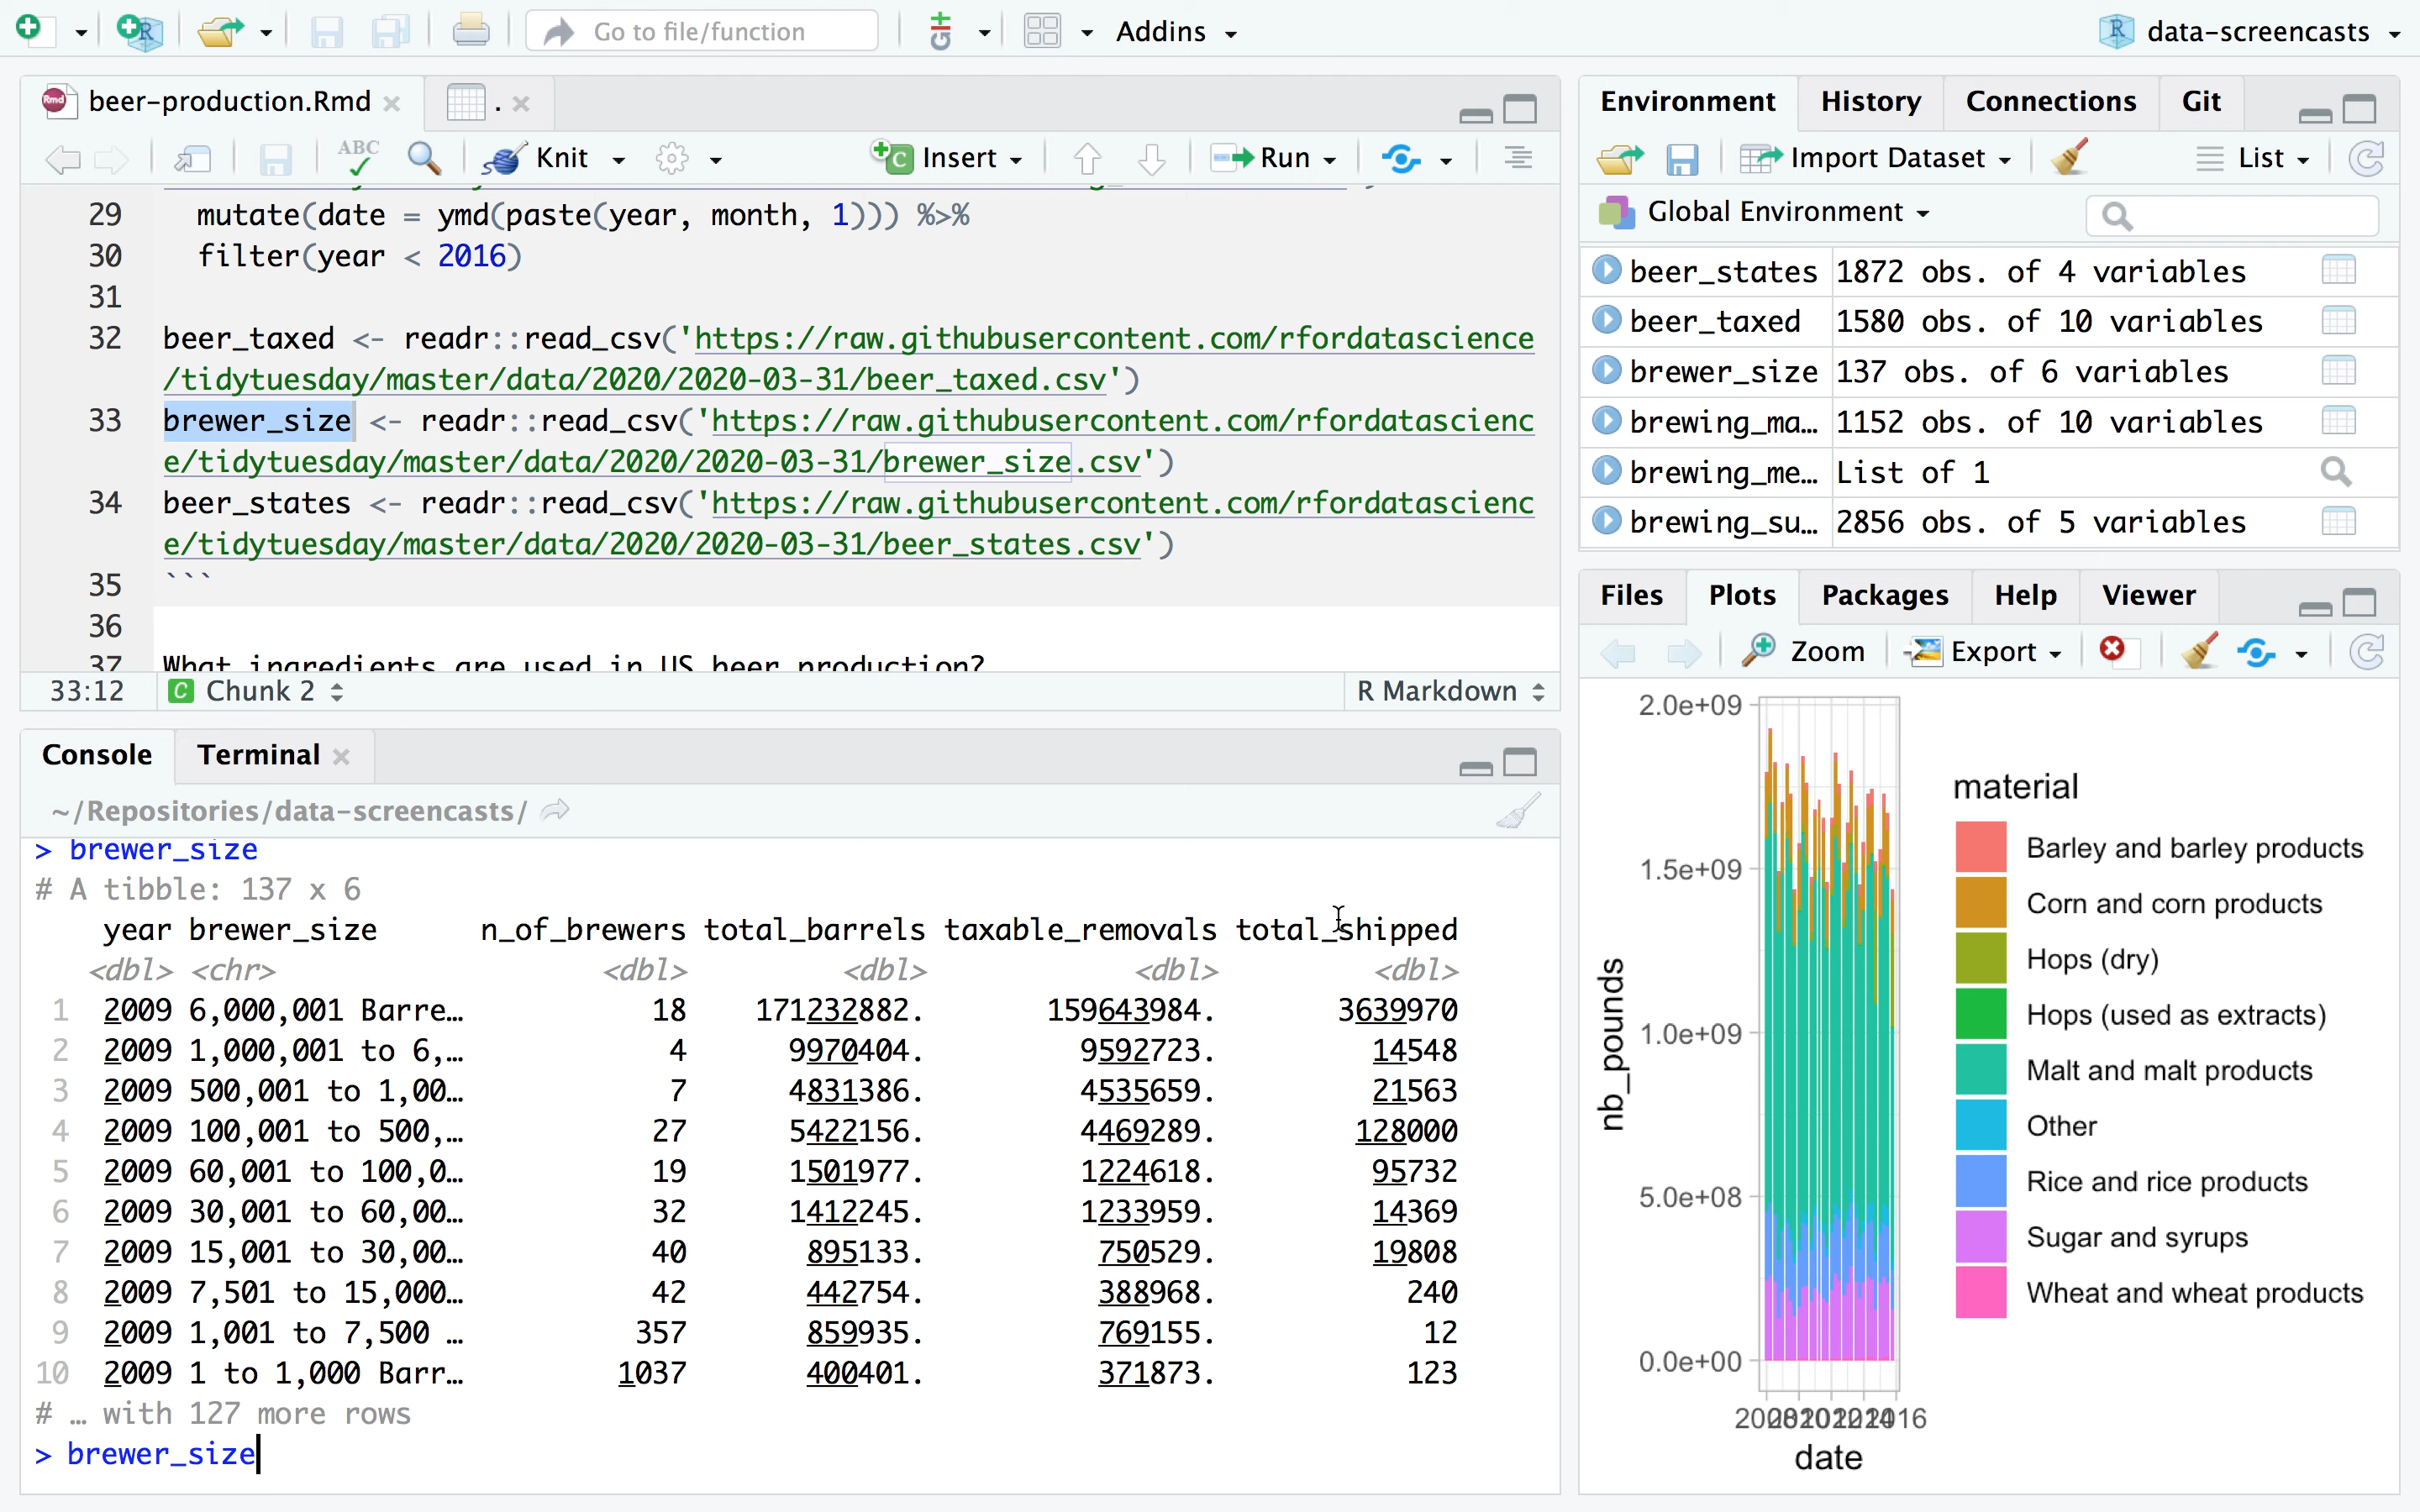 Go to file/function
Addins
data-screencasts
beer-production.Rmd
.
ABC
Knit
Insert
Run
29 mutate(date = ymd(paste(year, month, 1))) %>%
30 filter(year < 2016)
31
32 beer_taxed <- readr::read_csv('https://raw.githubusercontent.com/rfordatascience
/tidytuesday/master/data/2020/2020-03-31/beer_taxed.csv')
33 brewer_size <- readr::read_csv('https://raw.githubusercontent.com/rfordatascienc
e/tidytuesday/master/data/2020/2020-03-31/brewer_size.csv')
34 beer_states <- readr::read_csv('https://raw.githubusercontent.com/rfordatascienc
e/tidytuesday/master/data/2020/2020-03-31/beer_states.csv')
35 ```
36
37 What ingredients are used in US beer production?
33:12 C Chunk 2 R Markdown
Console Terminal
~/Repositories/data-screencasts/
> brewer_size
# A tibble: 137 x 6
year brewer_size n_of_brewers total_barrels taxable_removals total_shipped
<dbl> <chr> <dbl> <dbl> <dbl> <dbl>
1 2009 6,000,001 Barre… 18 171232882. 159643984. 3639970
2 2009 1,000,001 to 6,… 4 9970404. 9592723. 14548
3 2009 500,001 to 1,00… 7 4831386. 4535659. 21563
4 2009 100,001 to 500,… 27 5422156. 4469289. 128000
5 2009 60,001 to 100,0… 19 1501977. 1224618. 95732
6 2009 30,001 to 60,00… 32 1412245. 1233959. 14369
7 2009 15,001 to 30,00… 40 895133. 750529. 19808
8 2009 7,501 to 15,000… 42 442754. 388968. 240
9 2009 1,001 to 7,500 … 357 859935. 769155. 12
10 2009 1 to 1,000 Barr… 1037 400401. 371873. 123
# … with 127 more rows
> brewer_size
Environment History Connections Git
Import Dataset List
Global Environment
beer_states 1872 obs. of 4 variables
beer_taxed 1580 obs. of 10 variables
brewer_size 137 obs. of 6 variables
brewing_ma… 1152 obs. of 10 variables
brewing_me… List of 1
brewing_su… 2856 obs. of 5 variables
Files Plots Packages Help Viewer
Zoom Export
2.0e+09
1.5e+09
1.0e+09
5.0e+08
0.0e+00
nb_pounds
date
material
Barley and barley products
Corn and corn products
Hops (dry)
Hops (used as extracts)
Malt and malt products
Other
Rice and rice products
Sugar and syrups
Wheat and wheat products